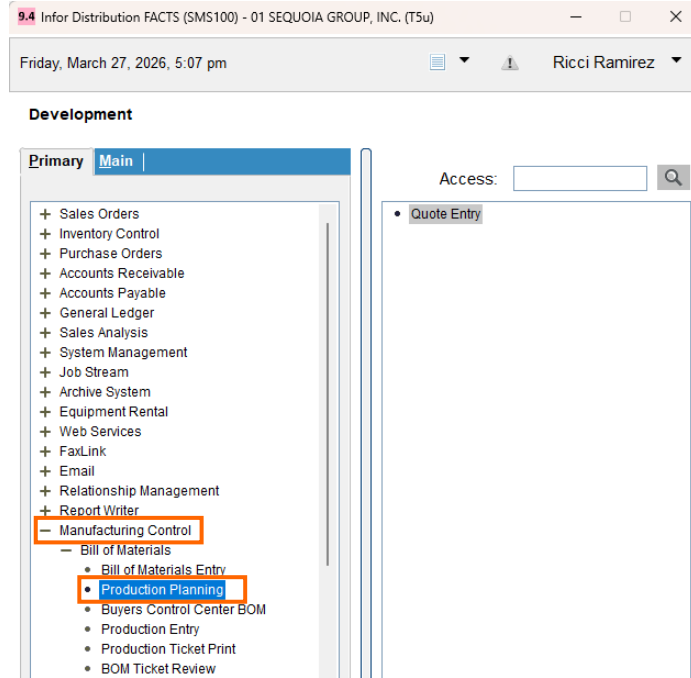 9.4 Infor Distribution FACTS (SMS100) - 01 SEQUOIA GROUP, INC. (T5u)
Friday, March 27, 2026, 5:07 pm
Ricci Ramirez
Development
Primary Main
Access:
Sales Orders
Inventory Control
Purchase Orders
Accounts Receivable
Accounts Payable
General Ledger
Sales Analysis
System Management
Job Stream
Archive System
Equipment Rental
Web Services
FaxLink
Email
Relationship Management
Report Writer
Manufacturing Control
Bill of Materials
Bill of Materials Entry
Production Planning
Buyers Control Center BOM
Production Entry
Production Ticket Print
BOM Ticket Review
Quote Entry